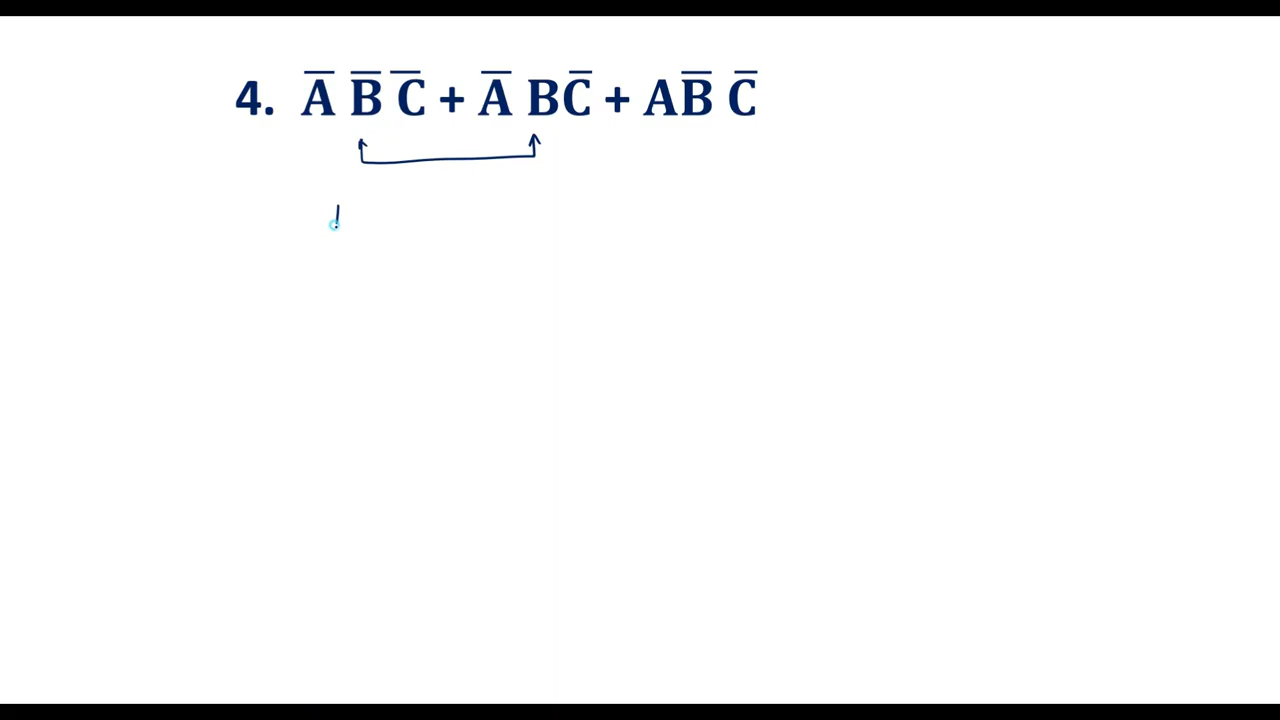 4. A̅ B̅ C̅ + A̅ BC̅ + AB̅ C̅